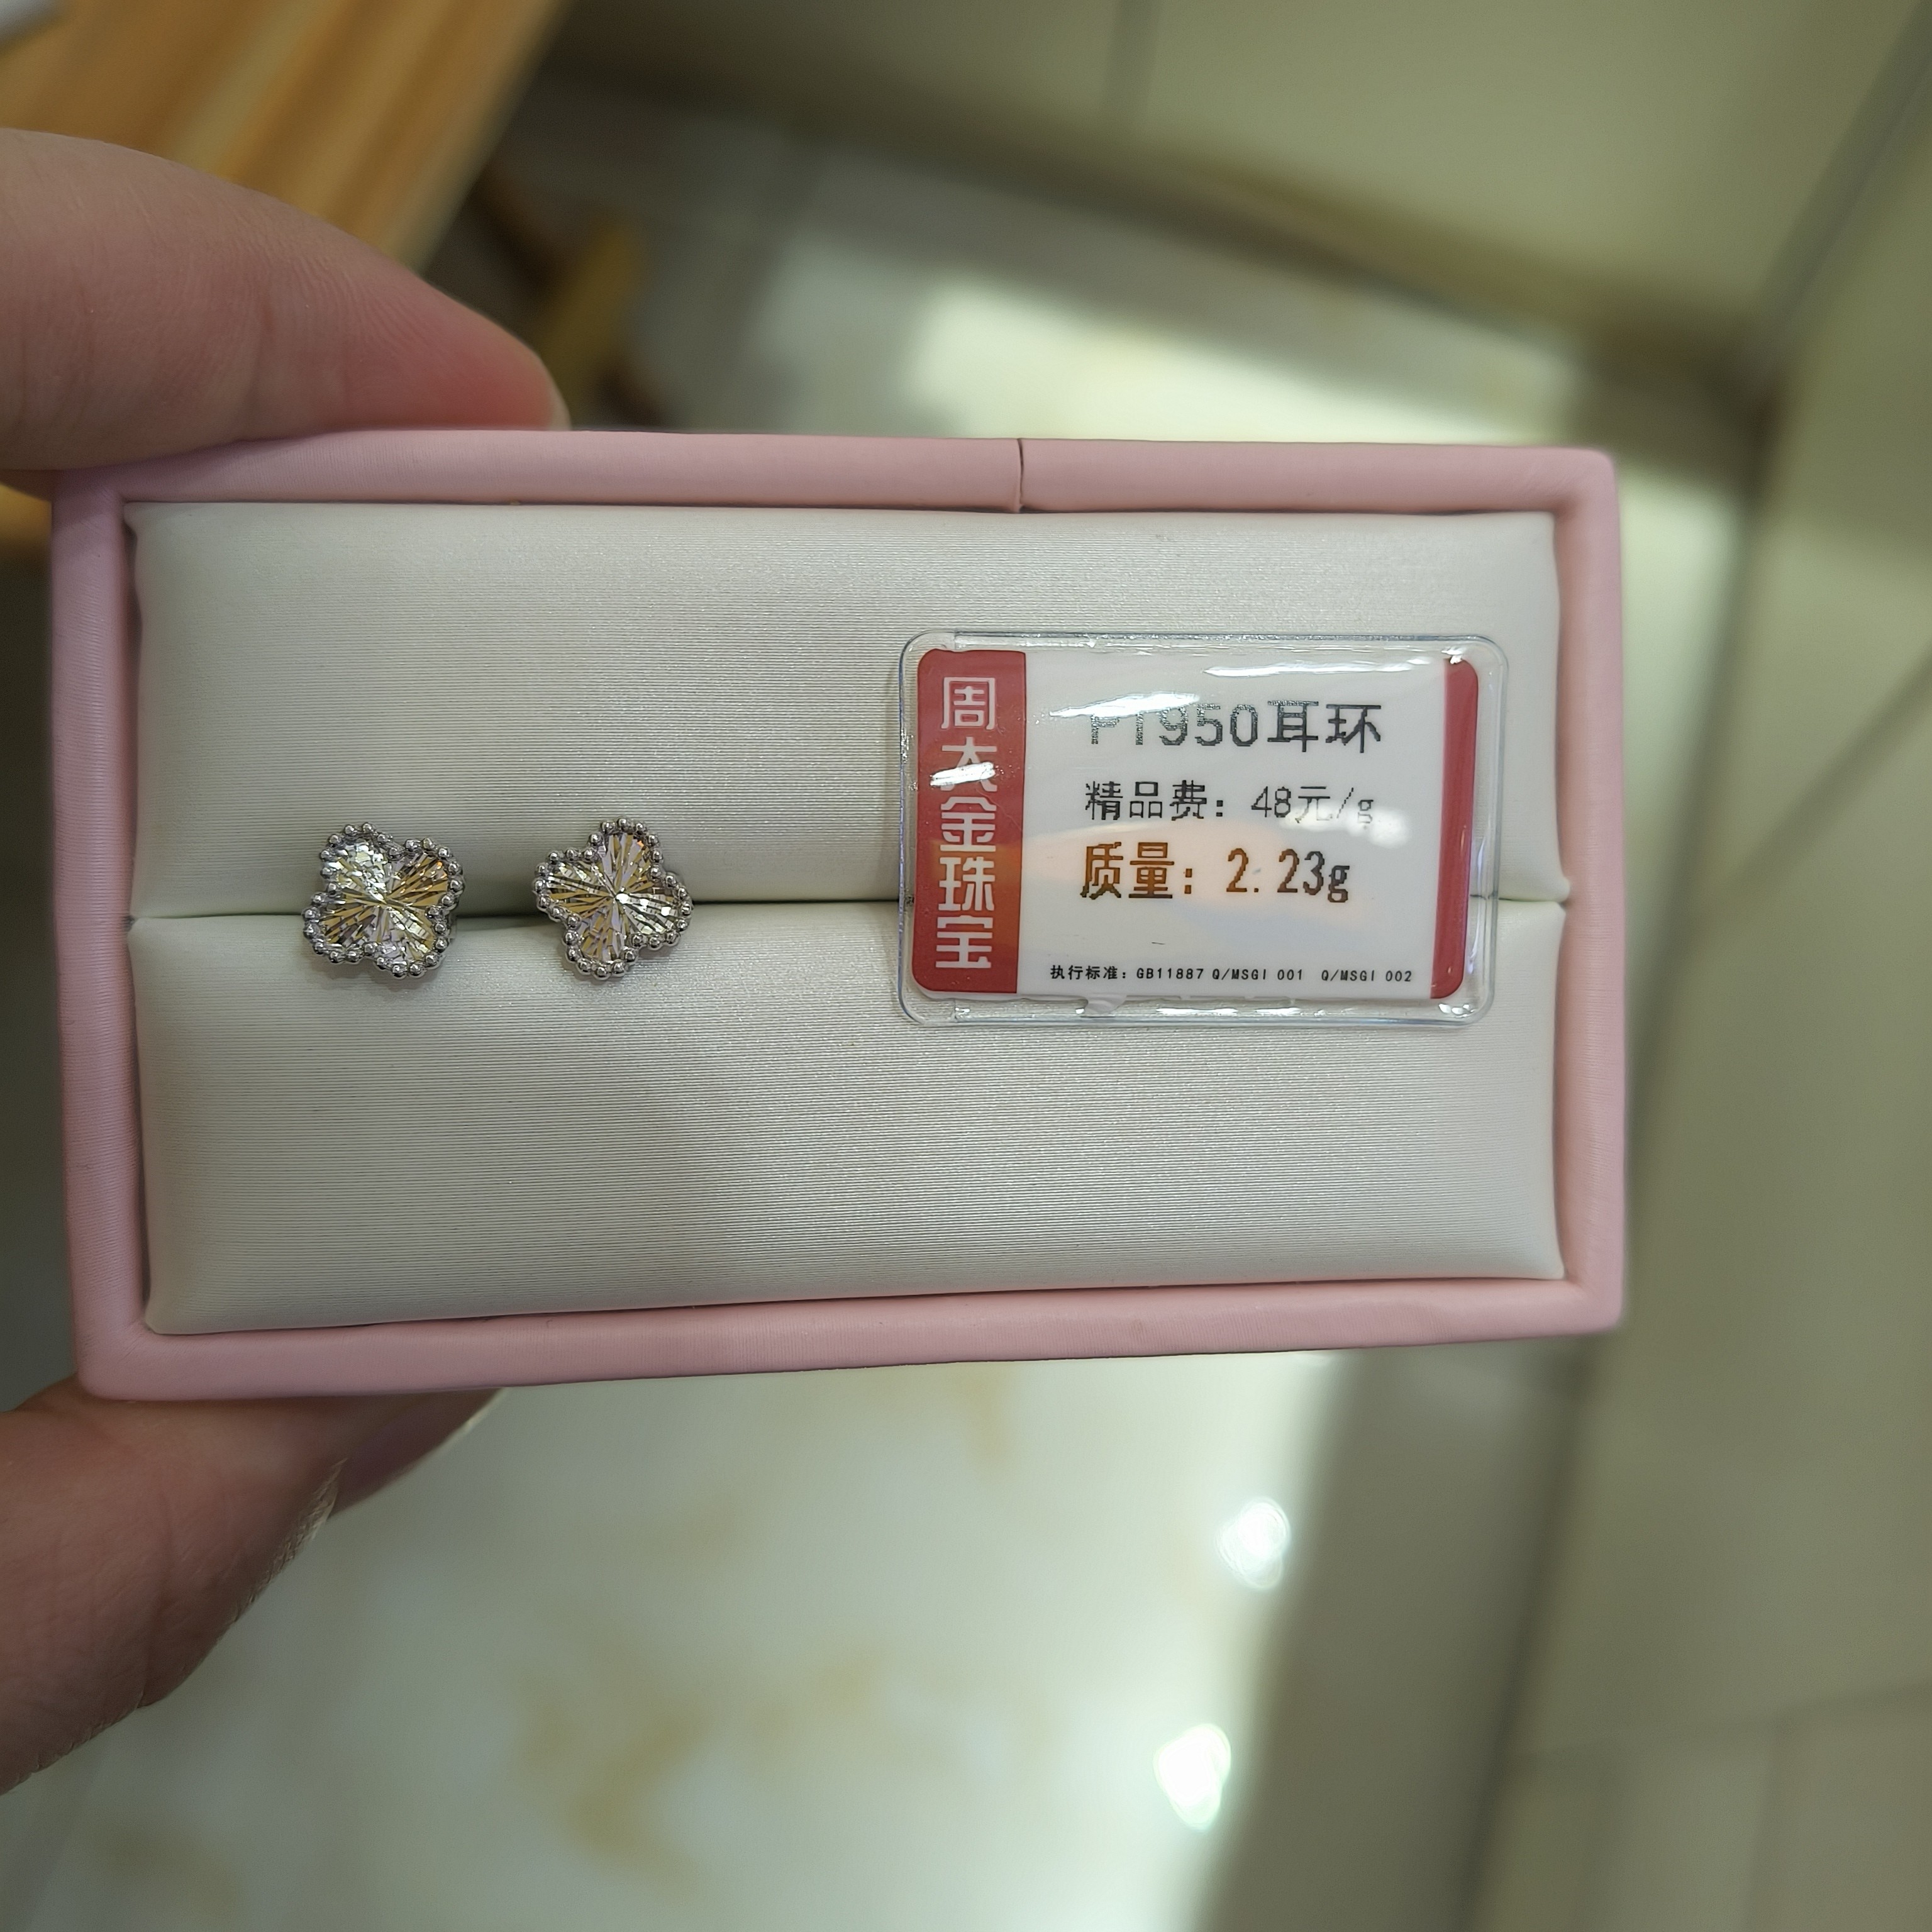 周大金珠宝
PT950耳环
精品费：48元/g
质量：2.23g
执行标准：GB11887 Q/MSGI 001 Q/MSGI 002